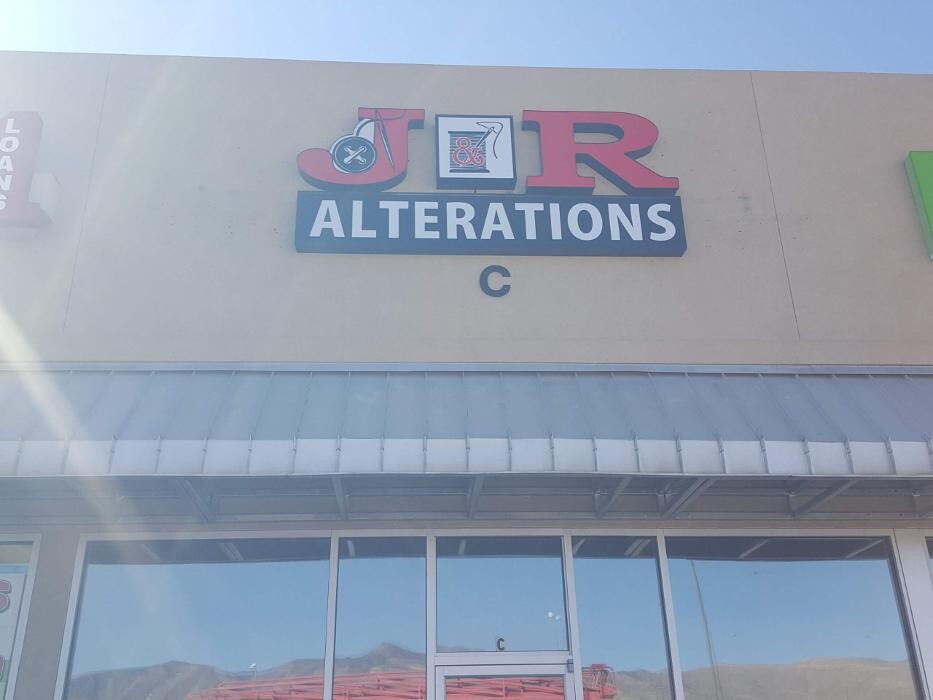 LOANS
J & R
ALTERATIONS
C
C